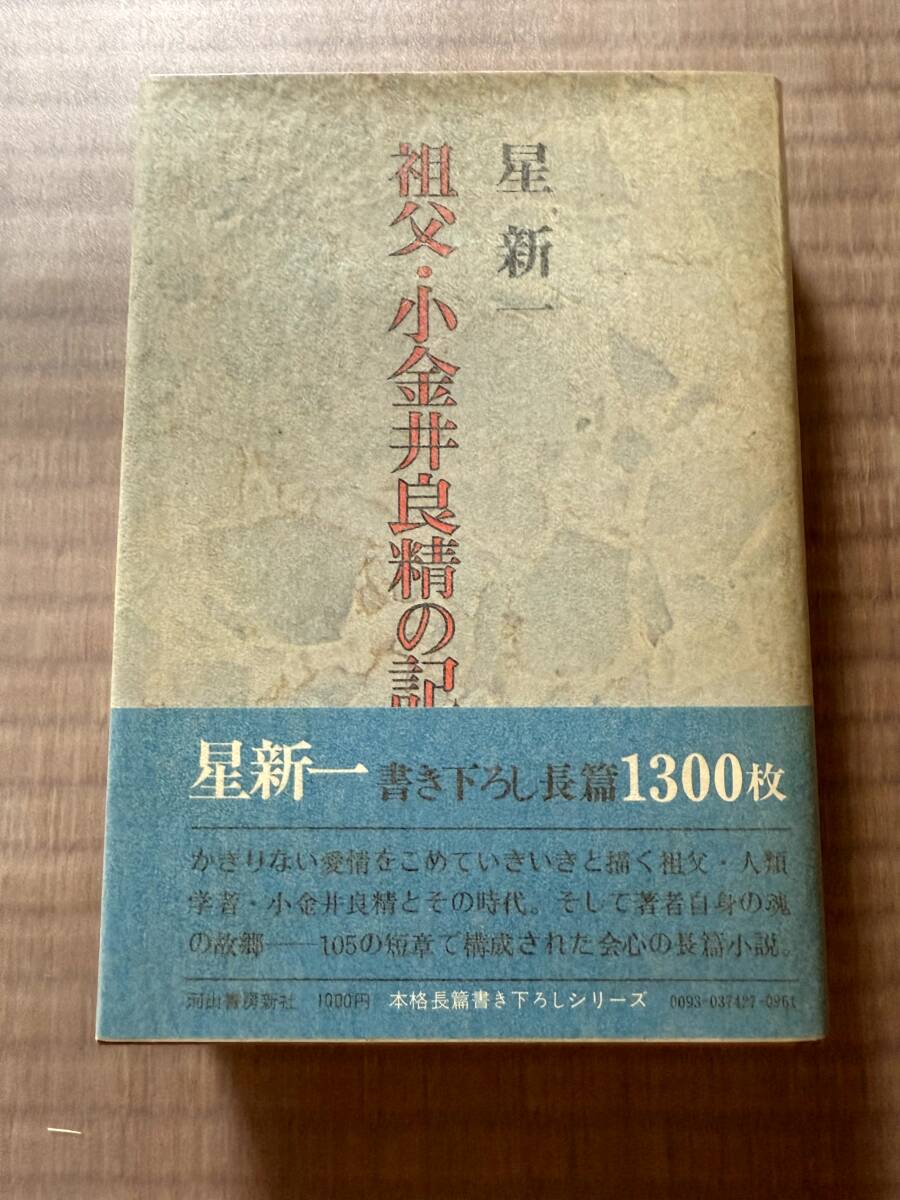 星 新一
祖父・小金井良精の記
星新一 書き下ろし長篇1300枚
かぎりない愛情をこめていきいきと描く祖父・人類
学者・小金井良精とその時代。そして著者自身の魂
の故郷──105の短章で構成された会心の長篇小説。
河出書房新社 1000円 本格長篇書き下ろしシリーズ 0093-037427-0961